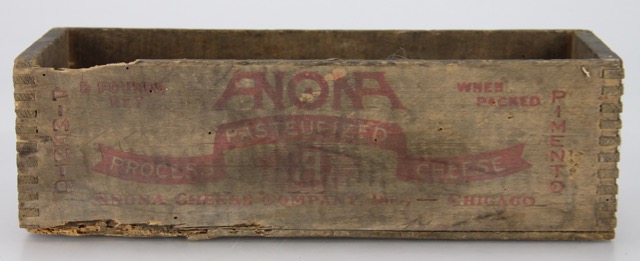 5 POUNDS
NET
ANONA
WHEN
PACKED
PASTEURIZED
PROCESS
CHEESE
ANONA CHEESE COMPANY, INC., — CHICAGO
PIMENTO
PIMENTO